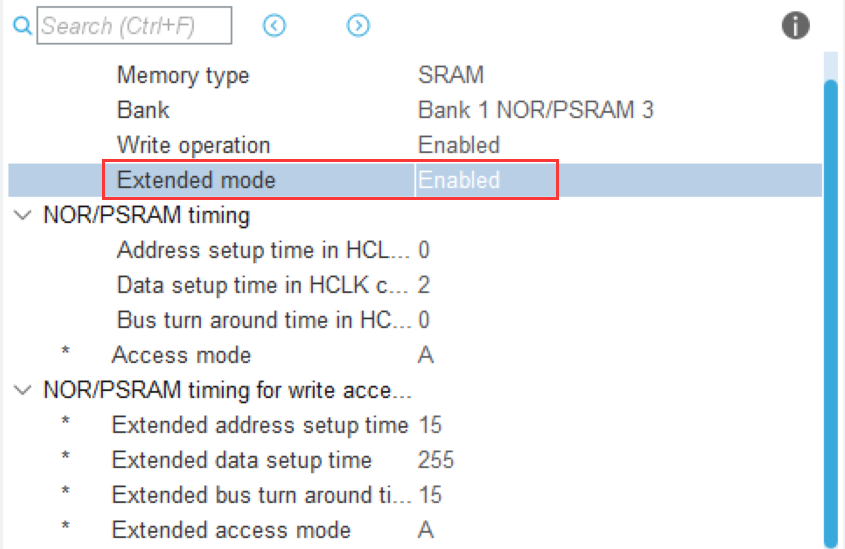 Search (Ctrl+F)
Memory type SRAM
Bank Bank 1 NOR/PSRAM 3
Write operation Enabled
Extended mode Enabled
NOR/PSRAM timing
Address setup time in HCL... 0
Data setup time in HCLK c... 2
Bus turn around time in HC... 0
* Access mode A
NOR/PSRAM timing for write acce...
* Extended address setup time 15
* Extended data setup time 255
* Extended bus turn around ti... 15
* Extended access mode A